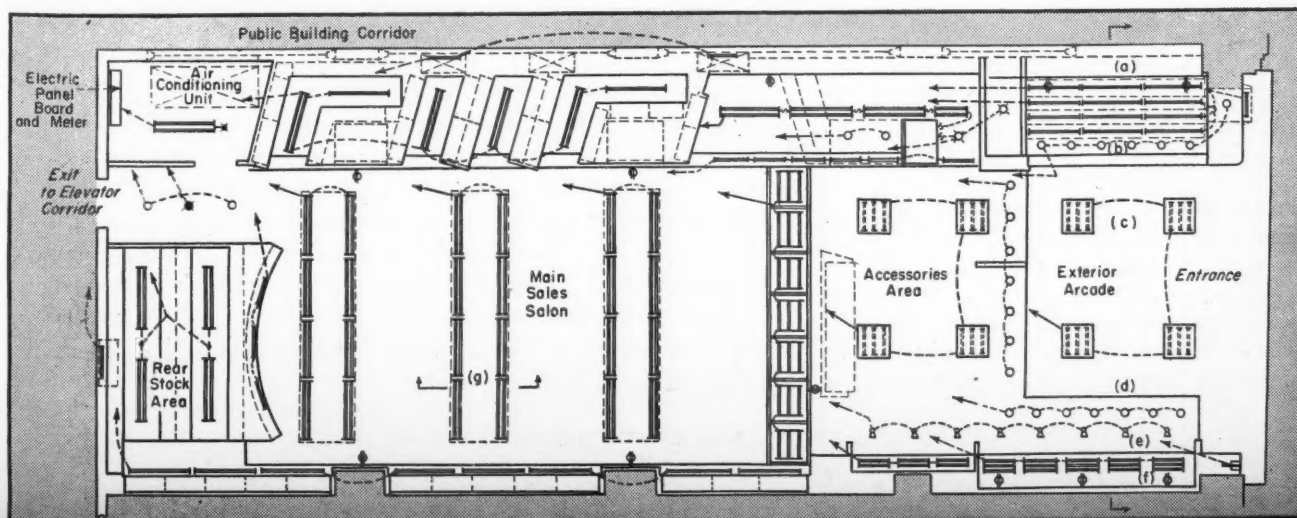 Public Building Corridor
Electric
Panel
Board
and Meter
Air
Conditioning
Unit
(a)
(b)
Exit
to Elevator
Corridor
(c)
Main
Sales
Salon
Accessories
Area
Exterior
Arcade
Entrance
Rear
Stock
Area
(g)
(d)
(e)
(f)